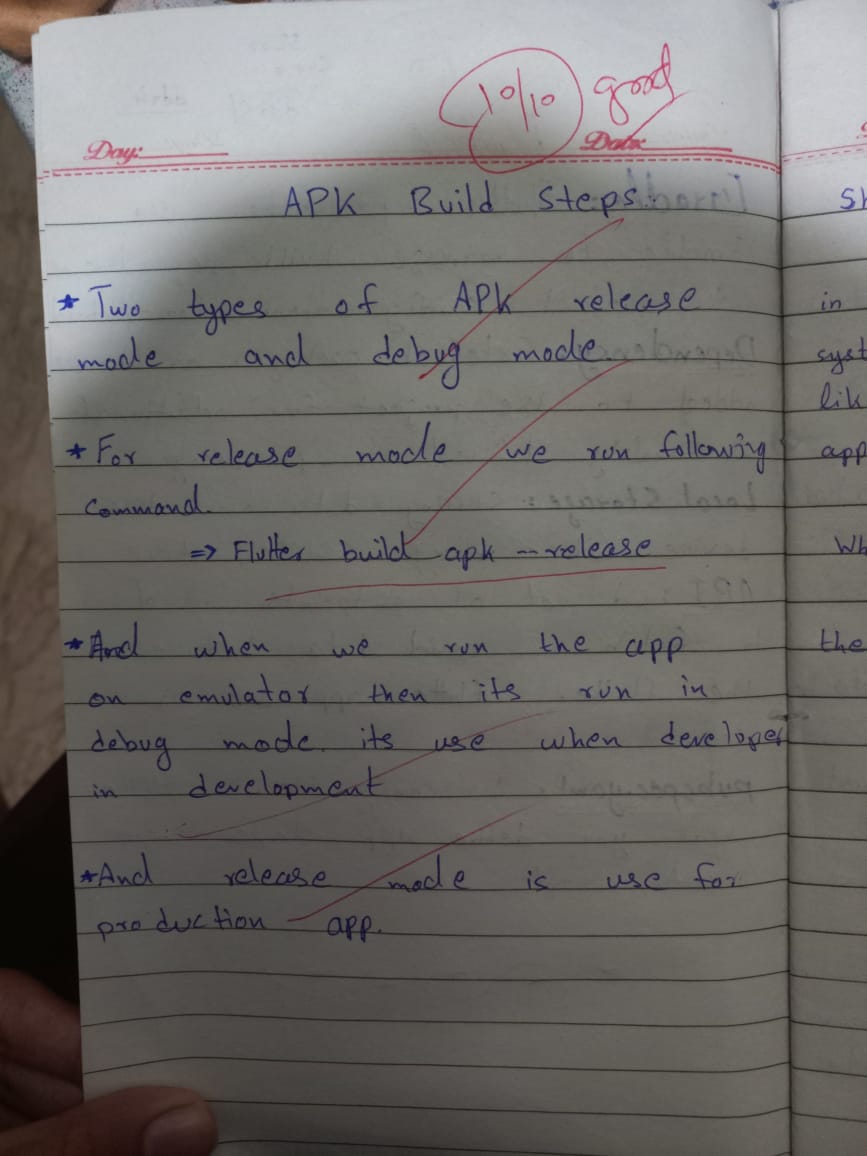 10/10 good
Day: Date:
APK Build Steps.
* Two types of APK release
mode and debug mode.
* For release mode we run following
Command.
=> Flutter build apk --release
* And when we run the app
on emulator then its run in
debug mode. its use when developer
in development
* And release mode is use for
production app.
Sh
in
syst
lik
app
Wh
the